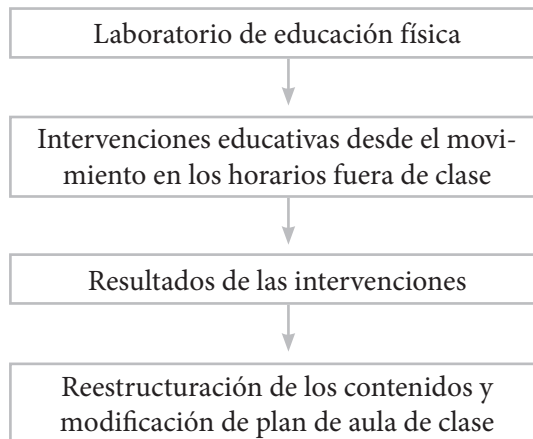 Laboratorio de educación física
Intervenciones educativas desde el movi-
miento en los horarios fuera de clase
Resultados de las intervenciones
Reestructuración de los contenidos y
modificación de plan de aula de clase